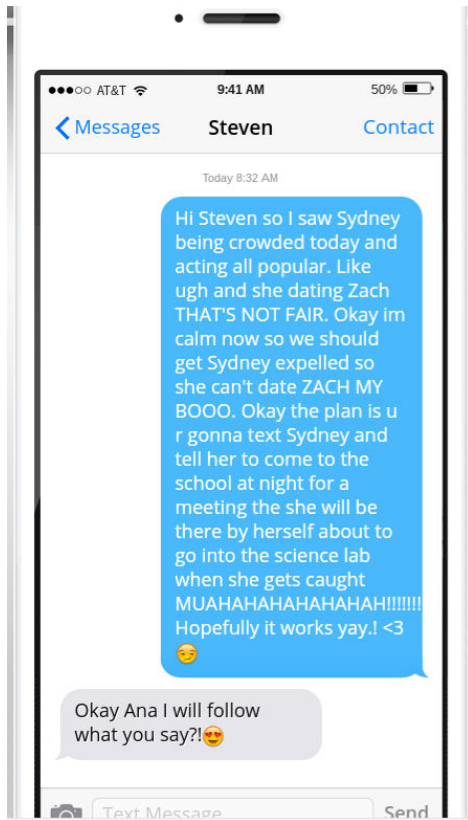 ●●●○○ AT&T 9:41 AM 50%
Messages Steven Contact
Today 8:32 AM
Hi Steven so I saw Sydney
being crowded today and
acting all popular. Like
ugh and she dating Zach
THAT'S NOT FAIR. Okay im
calm now so we should
get Sydney expelled so
she can't date ZACH MY
BOOO. Okay the plan is u
r gonna text Sydney and
tell her to come to the
school at night for a
meeting the she will be
there by herself about to
go into the science lab
when she gets caught
MUAHAHAHAHAHAHAH!!!!!!!
Hopefully it works yay.! <3
😏
Okay Ana I will follow
what you say?!😍
Text Message Send